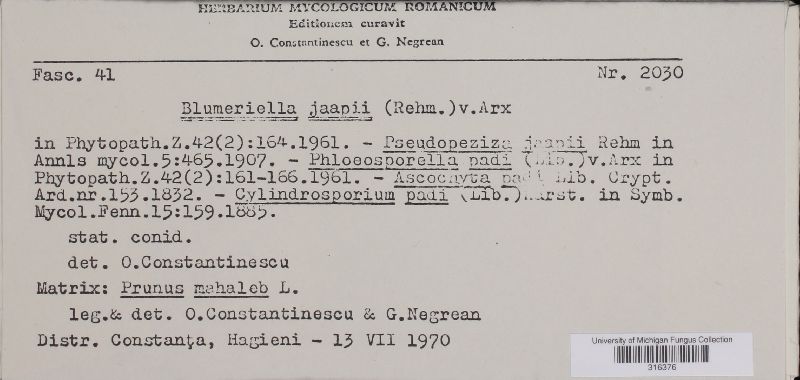 HERBARIUM MYCOLOGICUM ROMANICUM
Editionem curavit
O. Constantinescu et G. Negrean
Fasc. 41 Nr. 2030
Blumeriella jaapii (Rehm.)v.Arx
in Phytopath.Z.42(2):164.1961. - Pseudopeziza jaapii Rehm in
Annls mycol.5:465.1907. - Phloeosporella padi (Lib.)v.Arx in
Phytopath.Z.42(2):161-166.1961. - Ascochyta padi Lib. Crypt.
Ard.nr.153.1832. - Cylindrosporium padi (Lib.)Karst. in Symb.
Mycol.Fenn.15:159.1885.
stat. conid.
det. O.Constantinescu
Matrix: Prunus mahaleb L.
leg.& det. O.Constantinescu & G.Negrean
Distr. Constanţa, Hagieni - 13 VII 1970
University of Michigan Fungus Collection
316376